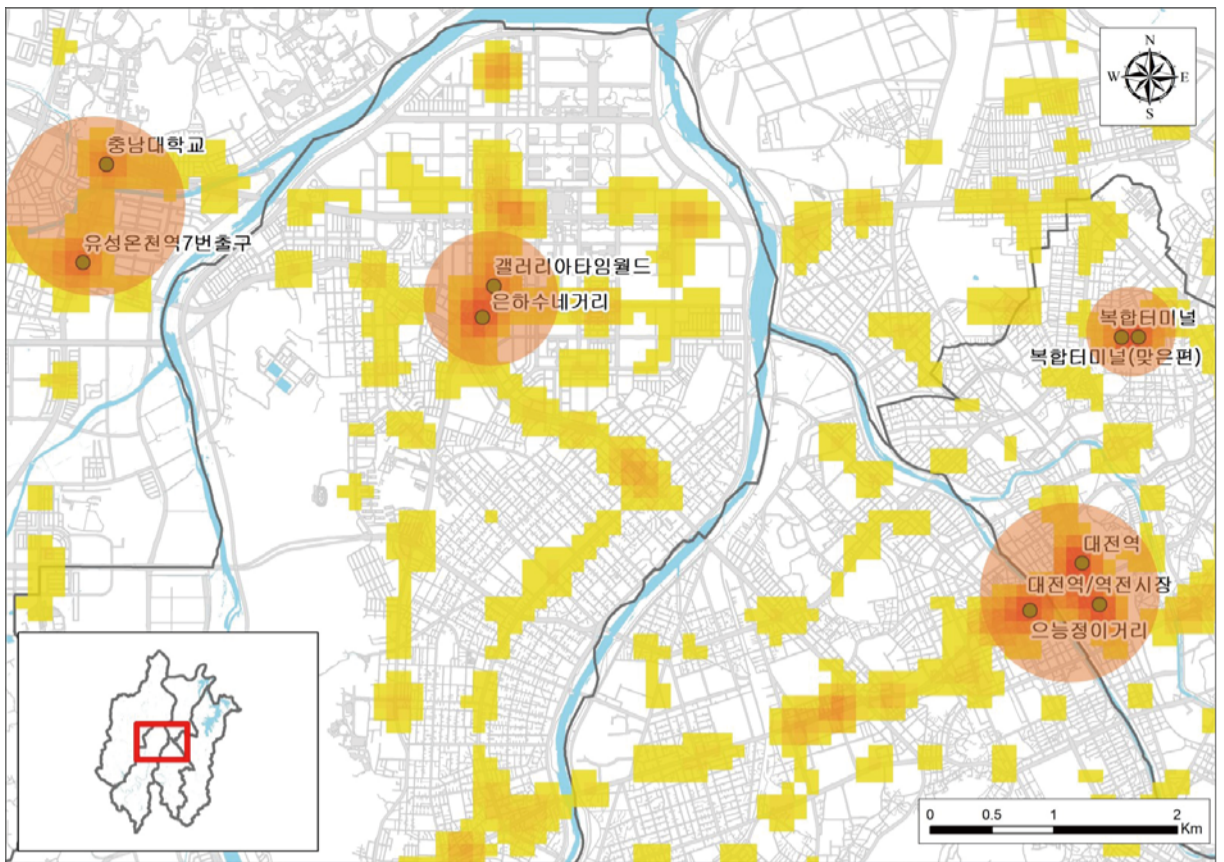 N
W E
S
충남대학교
유성온천역7번출구
갤러리아타임월드
은하수네거리
복합터미널
복합터미널(맞은편)
대전역
대전역/역전시장
으능정이거리
0 0.5 1 2
Km